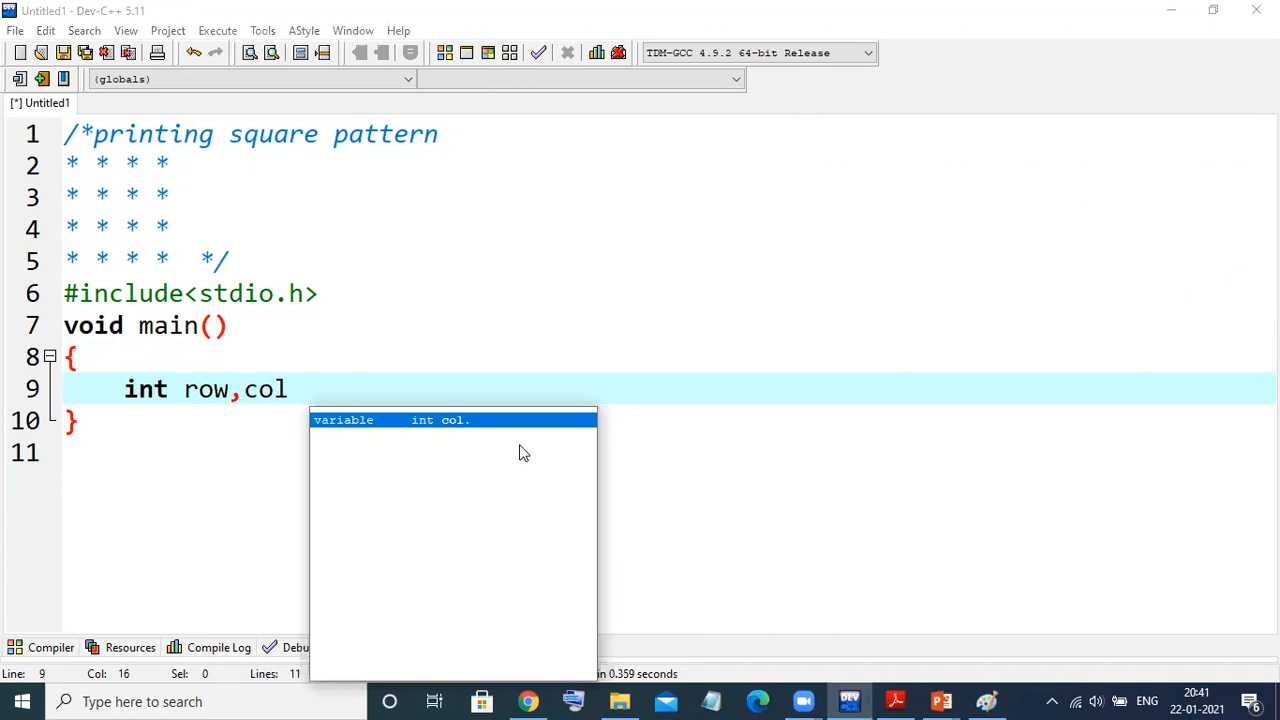 Untitled1 - Dev-C++ 5.11
File Edit Search View Project Execute Tools AStyle Window Help
TDM-GCC 4.9.2 64-bit Release
(globals)
[*] Untitled1
1 /*printing square pattern
2 * * * *
3 * * * *
4 * * * *
5 * * * * */
6 #include<stdio.h>
7 void main()
8 {
9 int row,col
variable int col.
10 }
11
Compiler Resources Compile Log Debu
Line: 9 Col: 16 Sel: 0 Lines: 11 in 0.359 seconds
Type here to search
DEV
ENG
20:41
22-01-2021
6